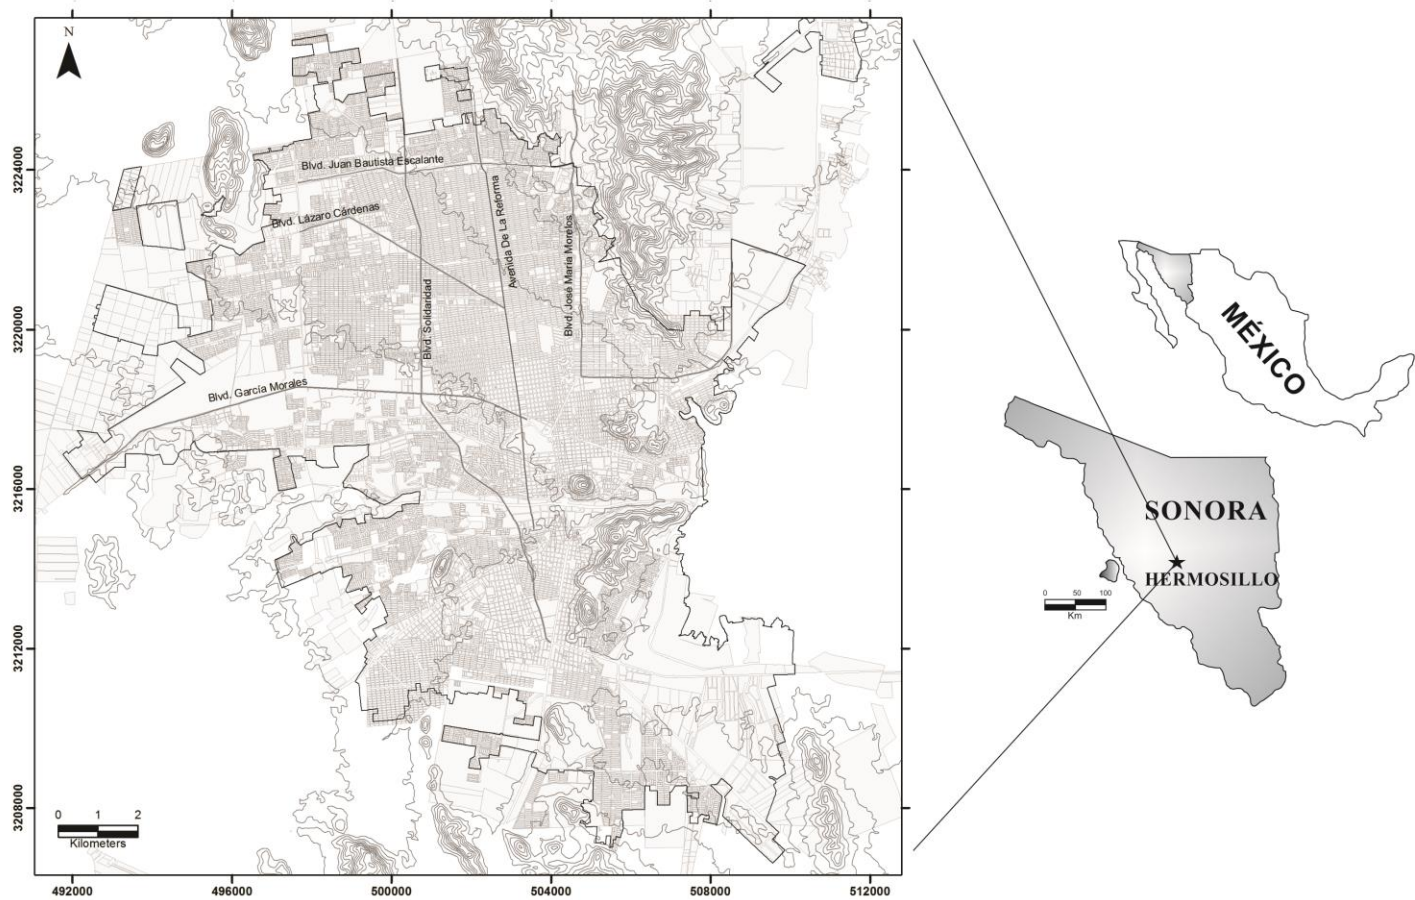 N
Blvd. Juan Bautista Escalante
Blvd. Lázaro Cárdenas
Avenida De La Reforma
Blvd. José María Morelos
Blvd. Solidaridad
Blvd. García Morales
3224000
3220000
3216000
3212000
3208000
0 1 2
Kilometers
492000 496000 500000 504000 508000 512000
MÉXICO
SONORA
HERMOSILLO
0 50 100
Km